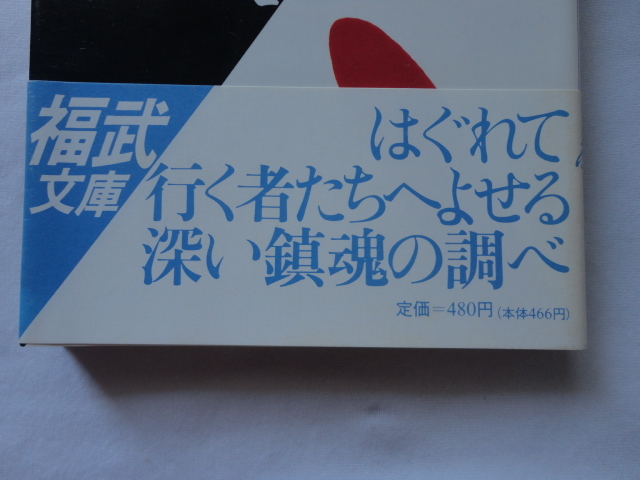 福武
文庫
はぐれて
行く者たちへよせる
深い鎮魂の調べ
定価＝480円（本体466円）